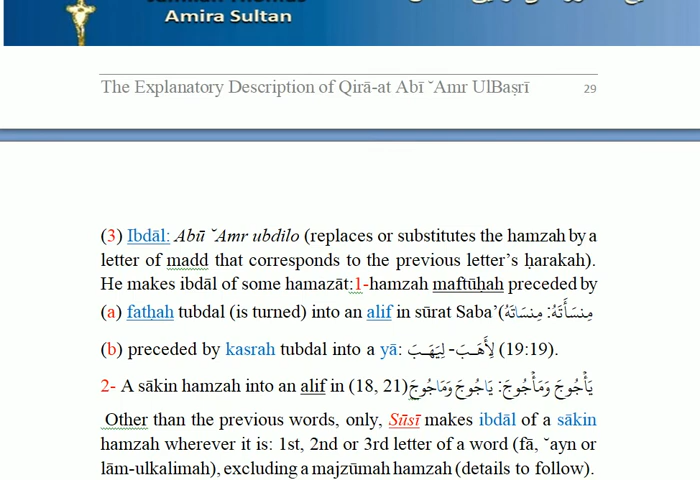 Amira Sultan
The Explanatory Description of Qirā-at Abī ˇAmr UlBaṣrī 29
(3) Ibdāl: Abū ˇAmr ubdilo (replaces or substitutes the hamzah by a
letter of madd that corresponds to the previous letter’s ḥarakah).
He makes ibdāl of some hamazāt:1-hamzah maftūḥah preceded by
(a) fatḥah tubdal (is turned) into an alif in sūrat Saba’(مِنسَأَتَهُ: مِنسَاتَهُ
(b) preceded by kasrah tubdal into a yā: لِأَهَـبَ- لِيَهَـبَ (19:19).
2- A sākin hamzah into an alif in (18, 21)يَأْجُوجَ وَمَأْجُوجَ: يَاجُوجَ وَمَاجُوجَ
Other than the previous words, only, Sūsī makes ibdāl of a sākin
hamzah wherever it is: 1st, 2nd or 3rd letter of a word (fā, ˇayn or
lām-ulkalimah), excluding a majzūmah hamzah (details to follow).